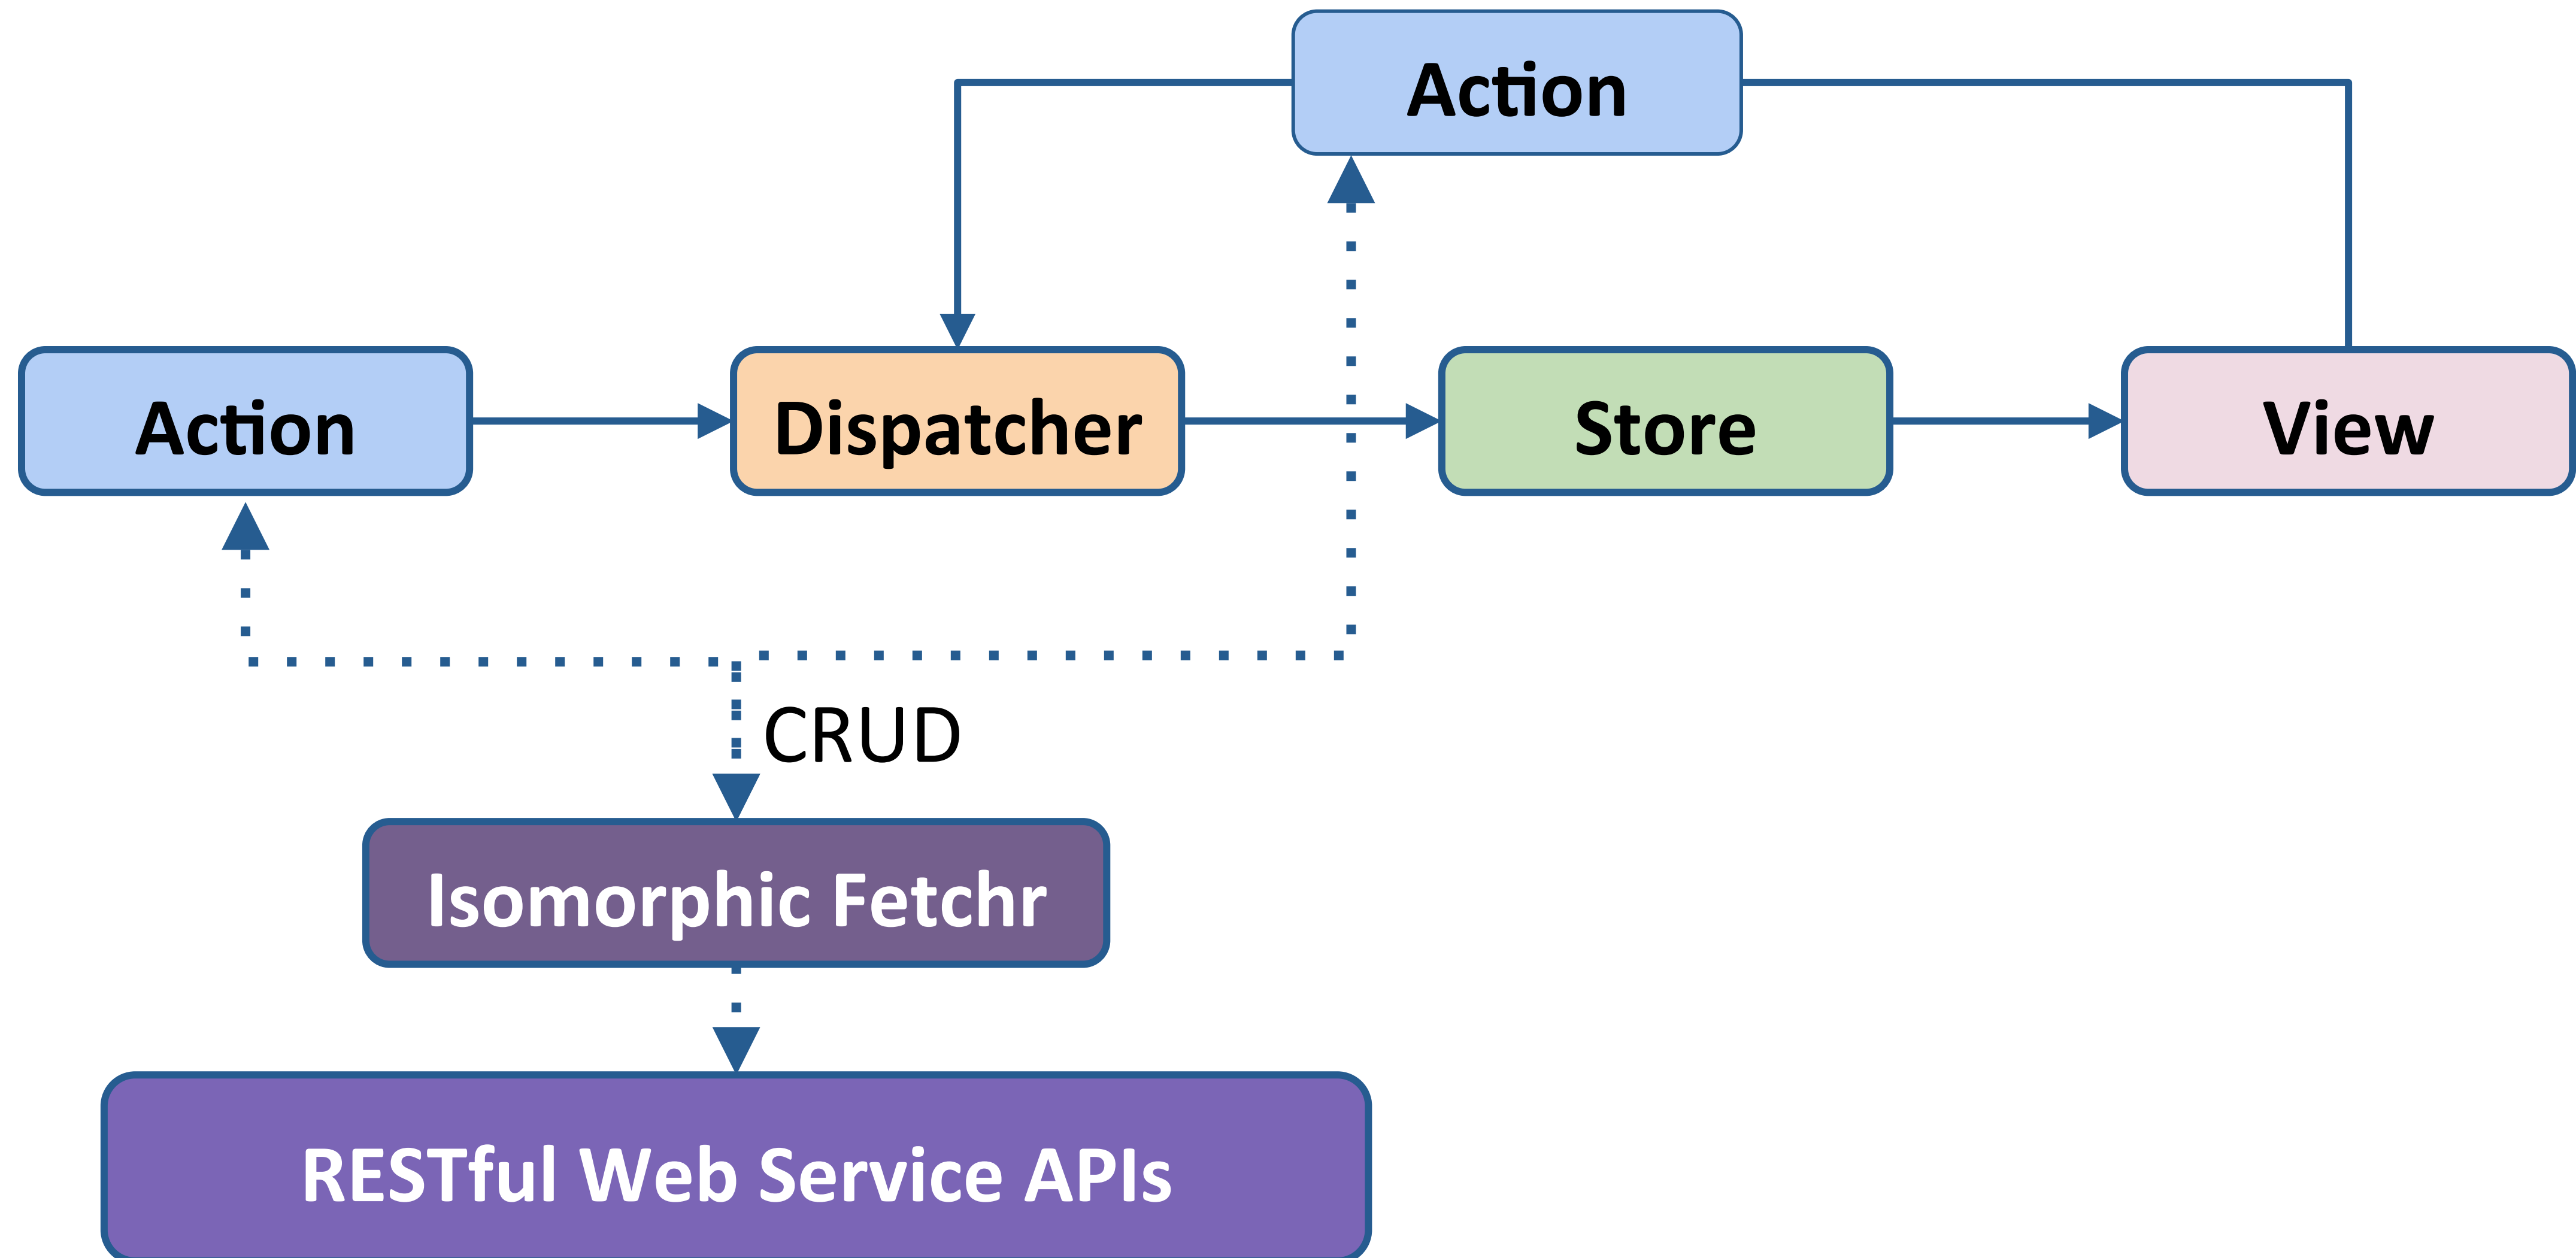 Action
Action
Dispatcher
Store
View
CRUD
Isomorphic Fetchr
RESTful Web Service APIs